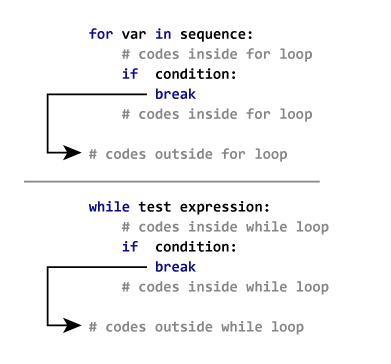 for var in sequence:
    # codes inside for loop
    if  condition:
        break
    # codes inside for loop
# codes outside for loop
while test expression:
    # codes inside while loop
    if  condition:
        break
    # codes inside while loop
# codes outside while loop